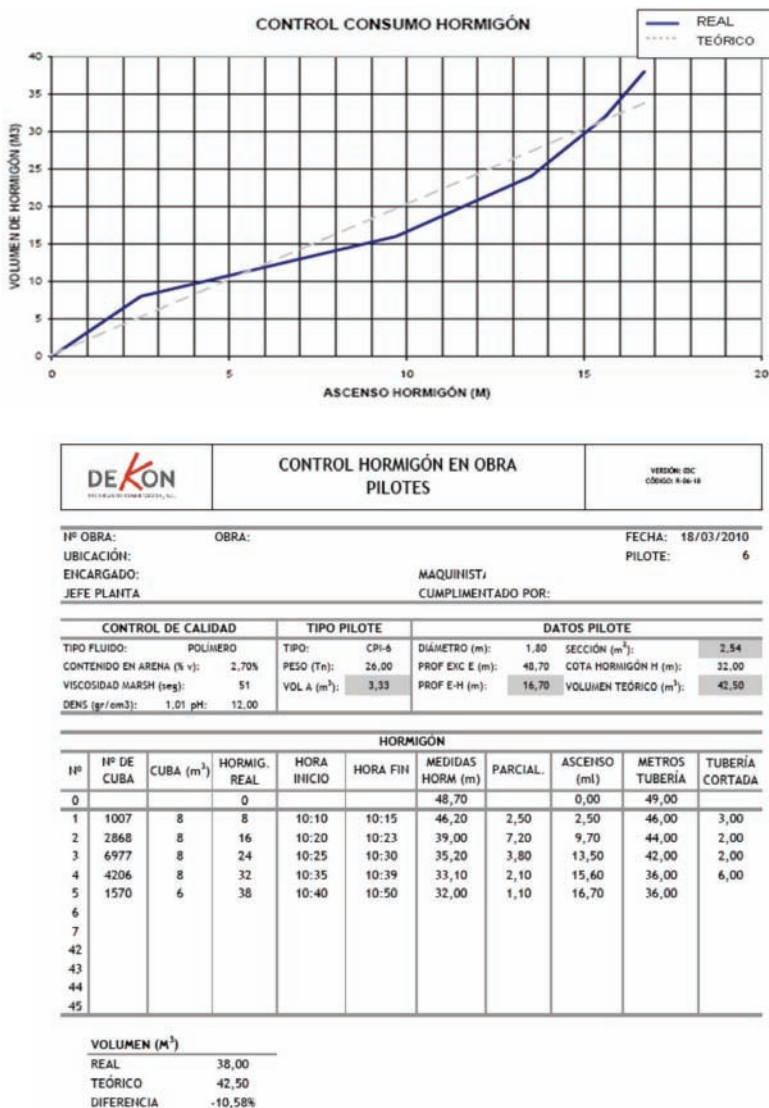 CONTROL CONSUMO HORMIGÓN
REAL
TEÓRICO
VOLUMEN DE HORMIGÓN (M3)
40
35
30
25
20
15
10
5
0
0 5 10 15 20
ASCENSO HORMIGÓN (M)
DEKON
CONTROL HORMIGÓN EN OBRA
PILOTES
CÓDIGO: R-06-18
Nº OBRA: OBRA: FECHA: 18/03/2010
UBICACIÓN: PILOTE: 6
ENCARGADO: MAQUINIST
JEFE PLANTA CUMPLIMENTADO POR:
CONTROL DE CALIDAD TIPO PILOTE DATOS PILOTE
TIPO FLUIDO: POLÍMERO TIPO: CPI-6 DIÁMETRO (m): 1,80 SECCIÓN (m²): 2,54
CONTENIDO EN ARENA (% v): 2,70% PESO (Tn): 26,00 PROF EXC E (m): 48,70 COTA HORMIGÓN H (m): 32,00
VISCOSIDAD MARSH (seg): 51 VOL A (m³): 3,33 PROF E-H (m): 16,70 VOLUMEN TEÓRICO (m³): 42,50
DENS (gr/cm3): 1,01 pH: 12,00
HORMIGÓN
Nº Nº DE CUBA CUBA (m³) HORMIG. REAL HORA INICIO HORA FIN MEDIDAS HORM (m) PARCIAL. ASCENSO (ml) METROS TUBERÍA TUBERÍA CORTADA
0 0 48,70 0,00 49,00
1 1007 8 8 10:10 10:15 46,20 2,50 2,50 46,00 3,00
2 2868 8 16 10:20 10:23 39,00 7,20 9,70 44,00 2,00
3 6977 8 24 10:25 10:30 35,20 3,80 13,50 42,00 2,00
4 4206 8 32 10:35 10:39 33,10 2,10 15,60 36,00 6,00
5 1570 6 38 10:40 10:50 32,00 1,10 16,70 36,00
6
7
42
43
44
45
VOLUMEN (M³)
REAL 38,00
TEÓRICO 42,50
DIFERENCIA -10,58%